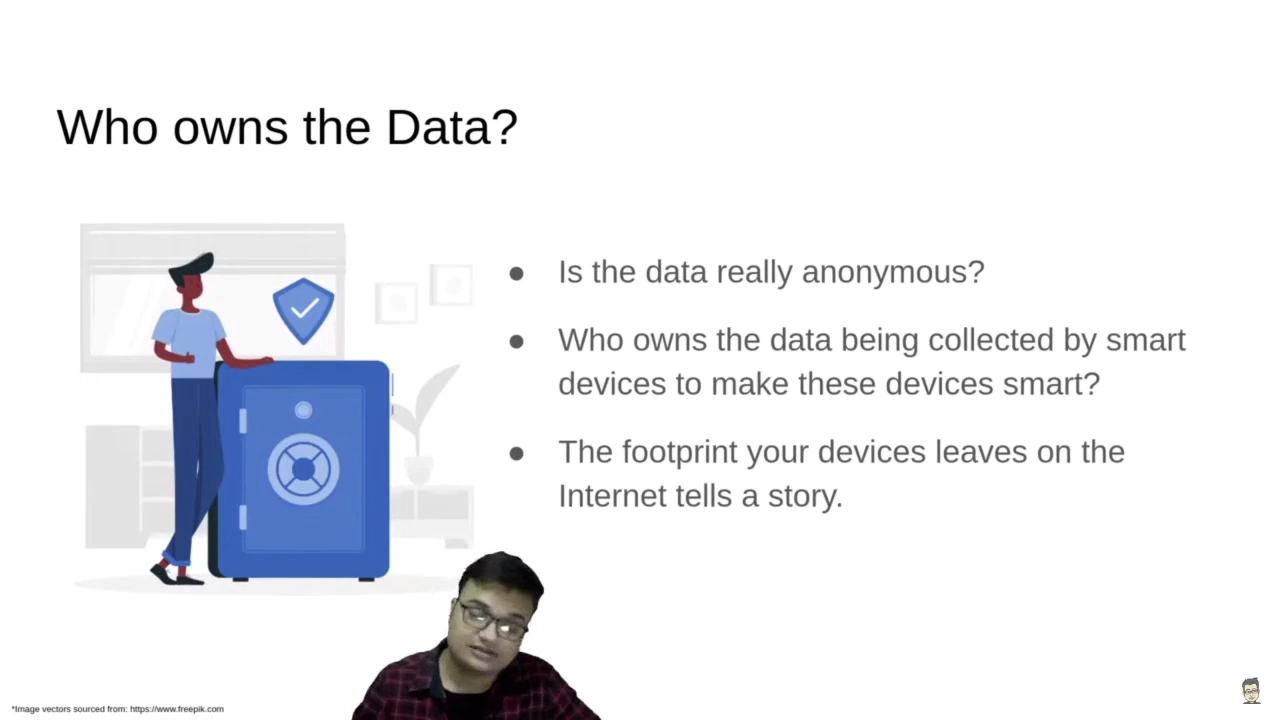 Who owns the Data?
● Is the data really anonymous?
● Who owns the data being collected by smart
devices to make these devices smart?
● The footprint your devices leaves on the
Internet tells a story.
*Image vectors sourced from: https://www.freepik.com